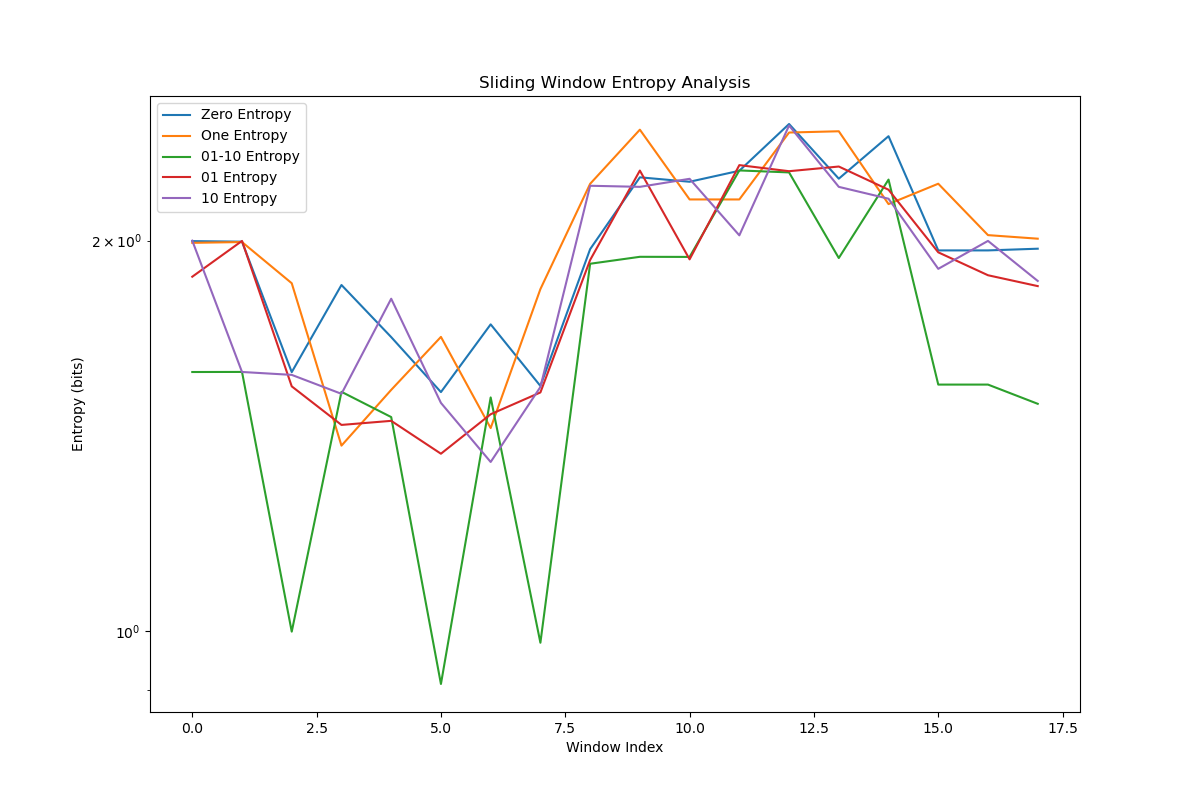 Sliding Window Entropy Analysis
Zero Entropy
One Entropy
01-10 Entropy
01 Entropy
10 Entropy
Entropy (bits)
2 × 10⁰
10⁰
0.0 2.5 5.0 7.5 10.0 12.5 15.0 17.5
Window Index